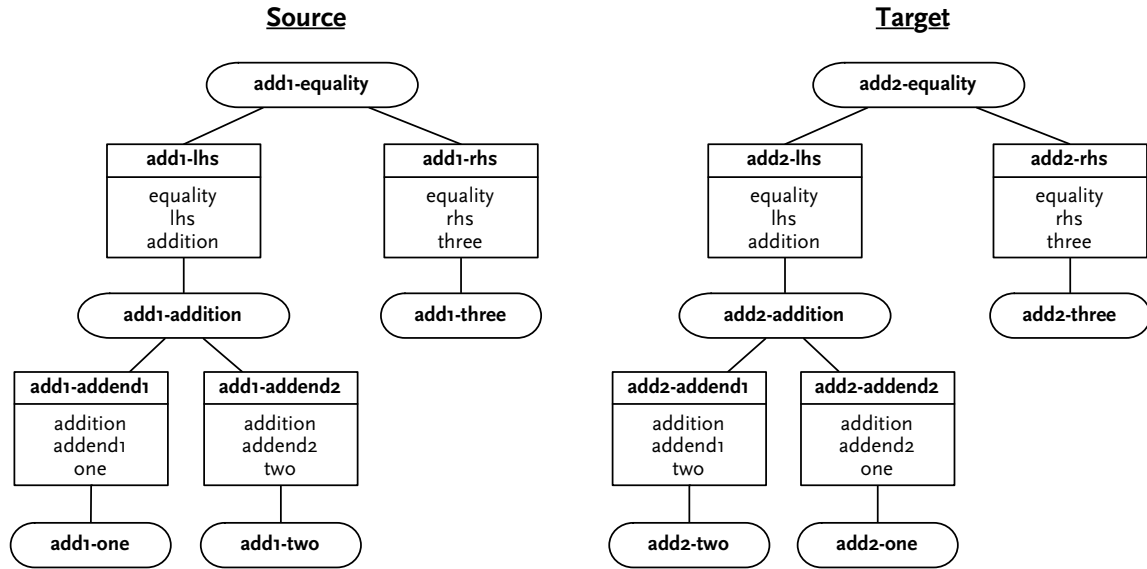 Source
add1-equality
add1-lhs
equality
lhs
addition
add1-rhs
equality
rhs
three
add1-addition
add1-three
add1-addend1
addition
addend1
one
add1-addend2
addition
addend2
two
add1-one
add1-two
Target
add2-equality
add2-lhs
equality
lhs
addition
add2-rhs
equality
rhs
three
add2-addition
add2-three
add2-addend1
addition
addend1
two
add2-addend2
addition
addend2
one
add2-two
add2-one